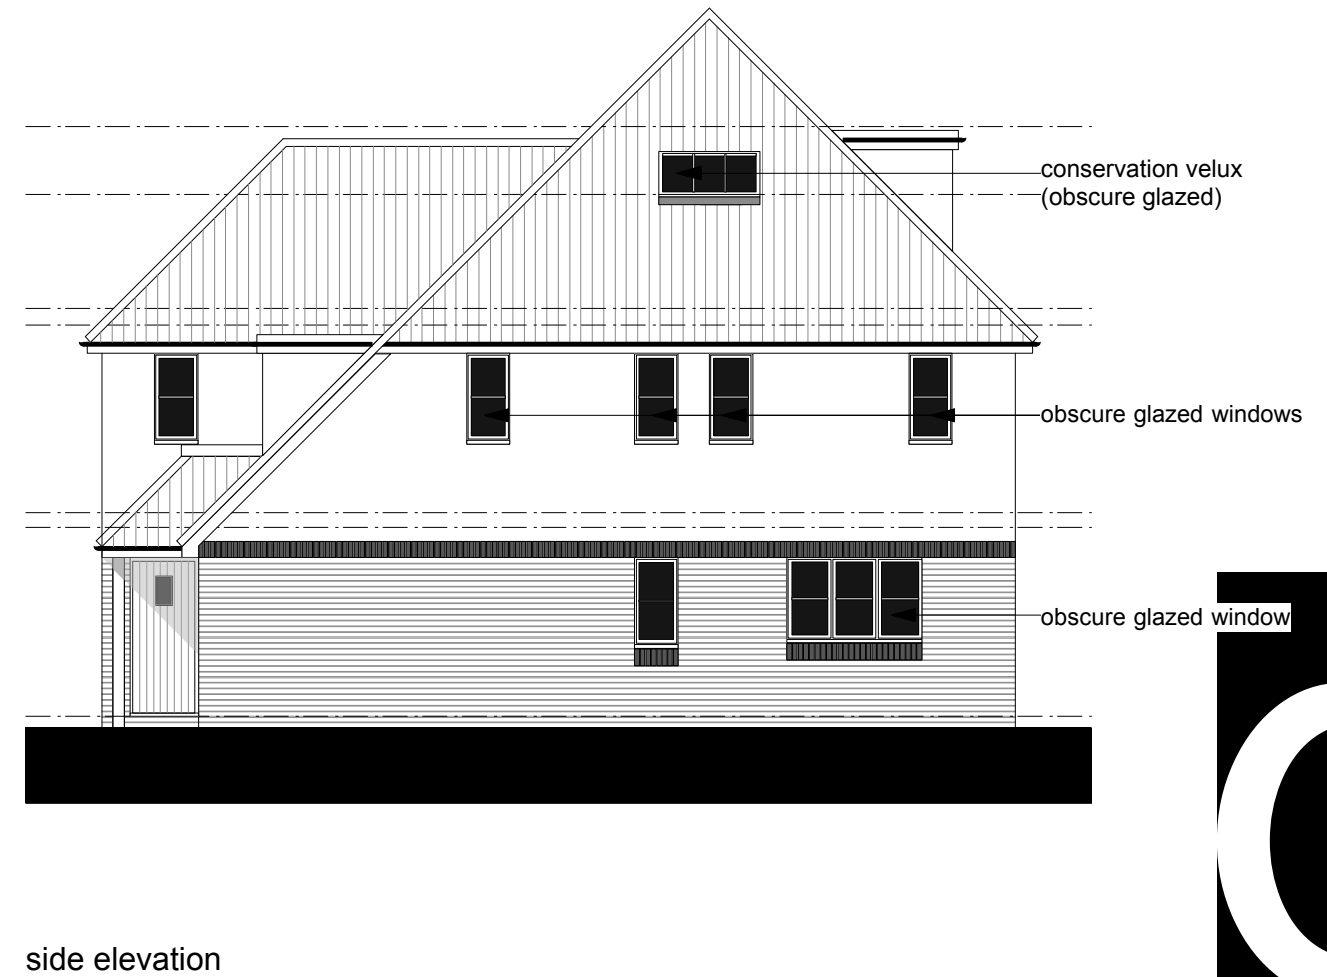 conservation velux
(obscure glazed)
obscure glazed windows
obscure glazed window
side elevation